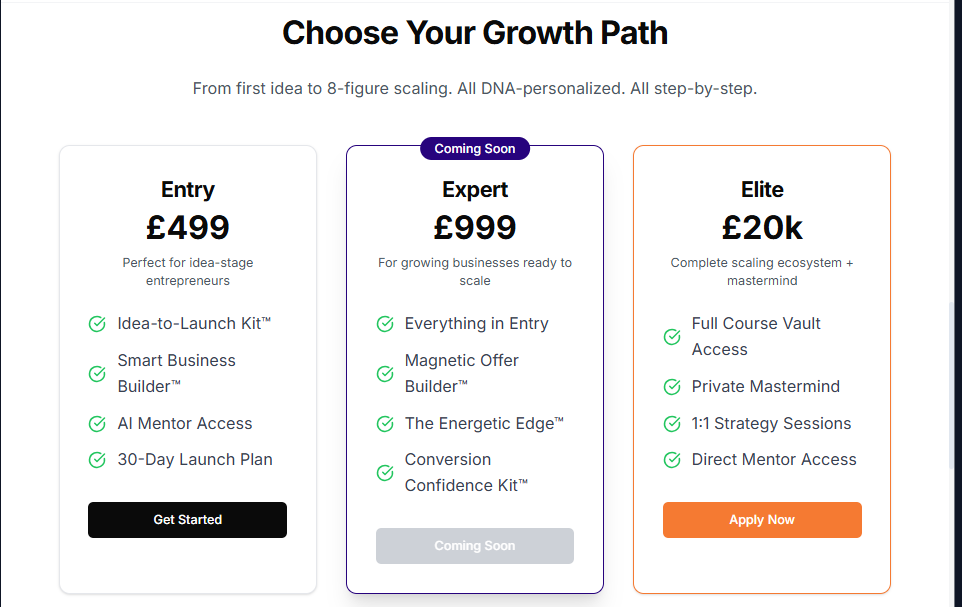 Choose Your Growth Path
From first idea to 8-figure scaling. All DNA-personalized. All step-by-step.
Entry
£499
Perfect for idea-stage
entrepreneurs
Idea-to-Launch Kit™
Smart Business
Builder™
AI Mentor Access
30-Day Launch Plan
Get Started
Coming Soon
Expert
£999
For growing businesses ready to
scale
Everything in Entry
Magnetic Offer
Builder™
The Energetic Edge™
Conversion
Confidence Kit™
Coming Soon
Elite
£20k
Complete scaling ecosystem +
mastermind
Full Course Vault
Access
Private Mastermind
1:1 Strategy Sessions
Direct Mentor Access
Apply Now